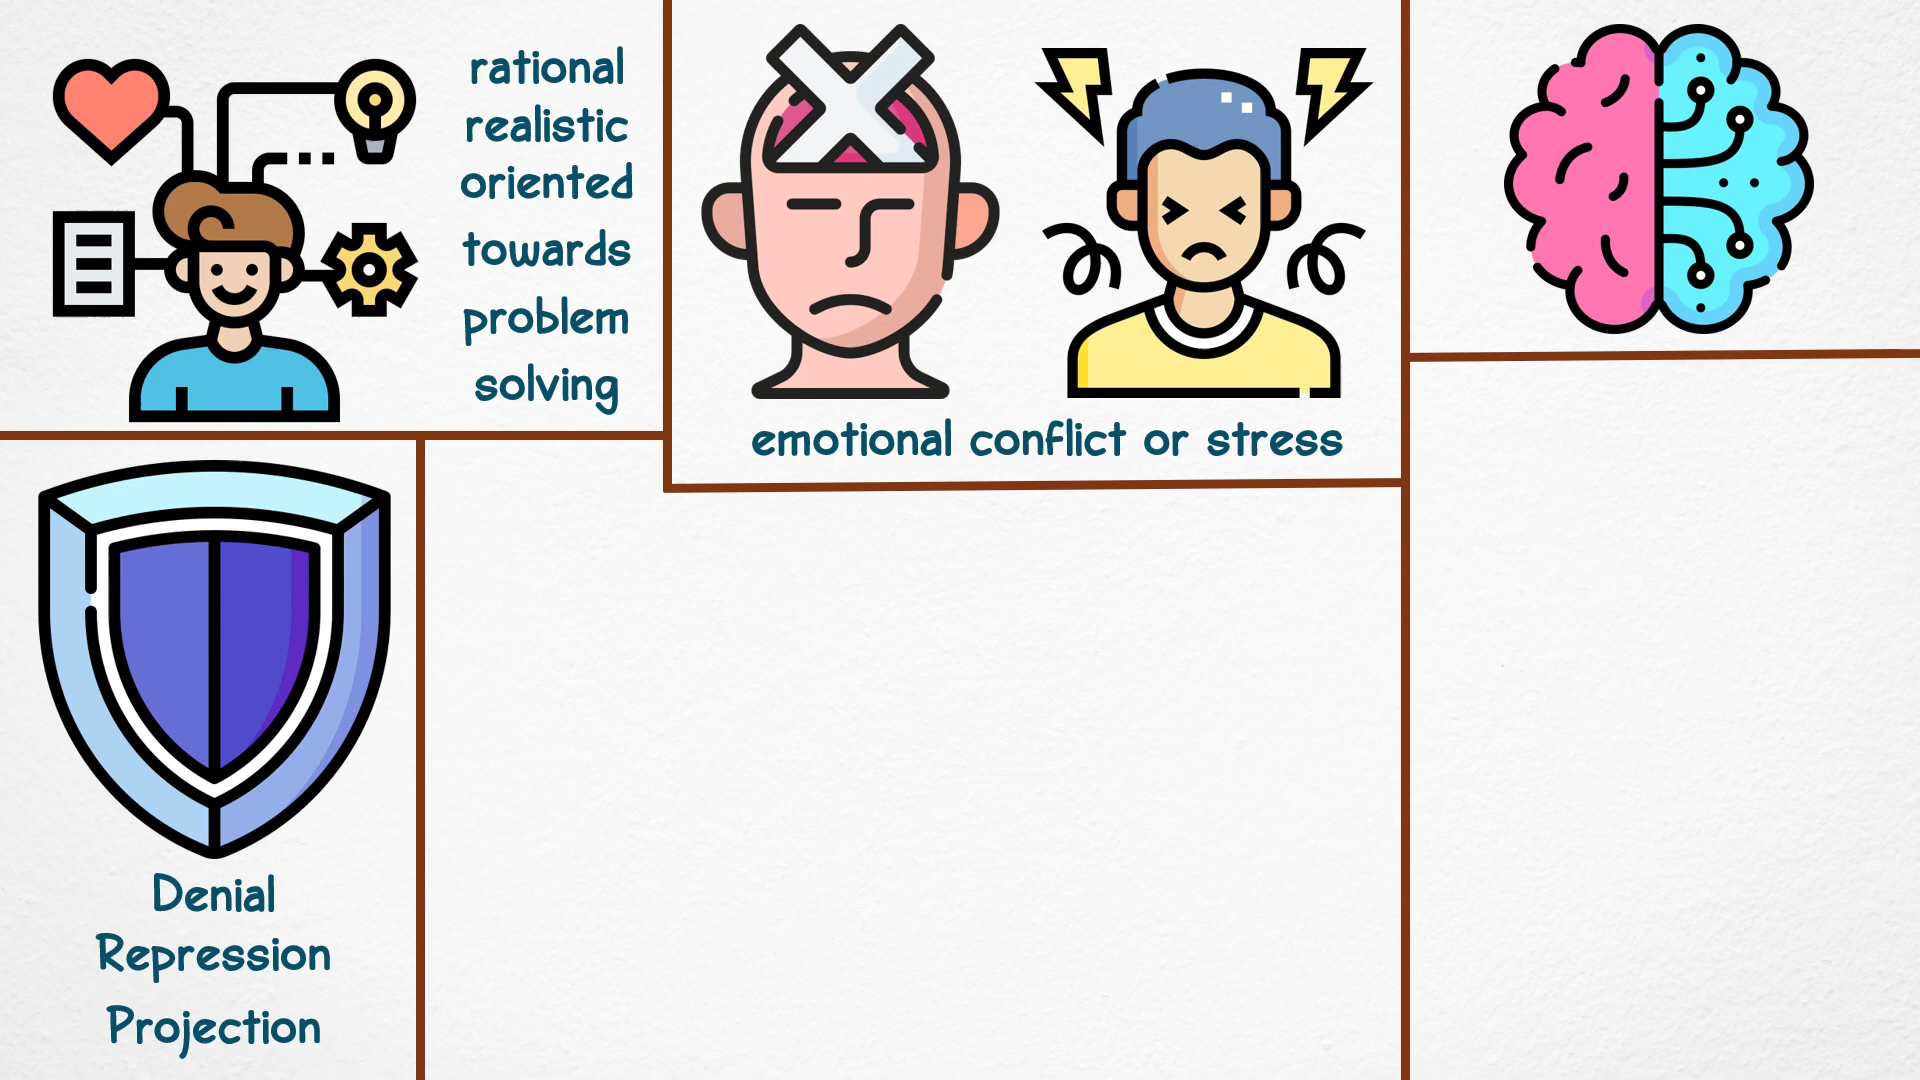 rational
realistic
oriented
towards
problem
solving
emotional conflict or stress
Denial
Repression
Projection